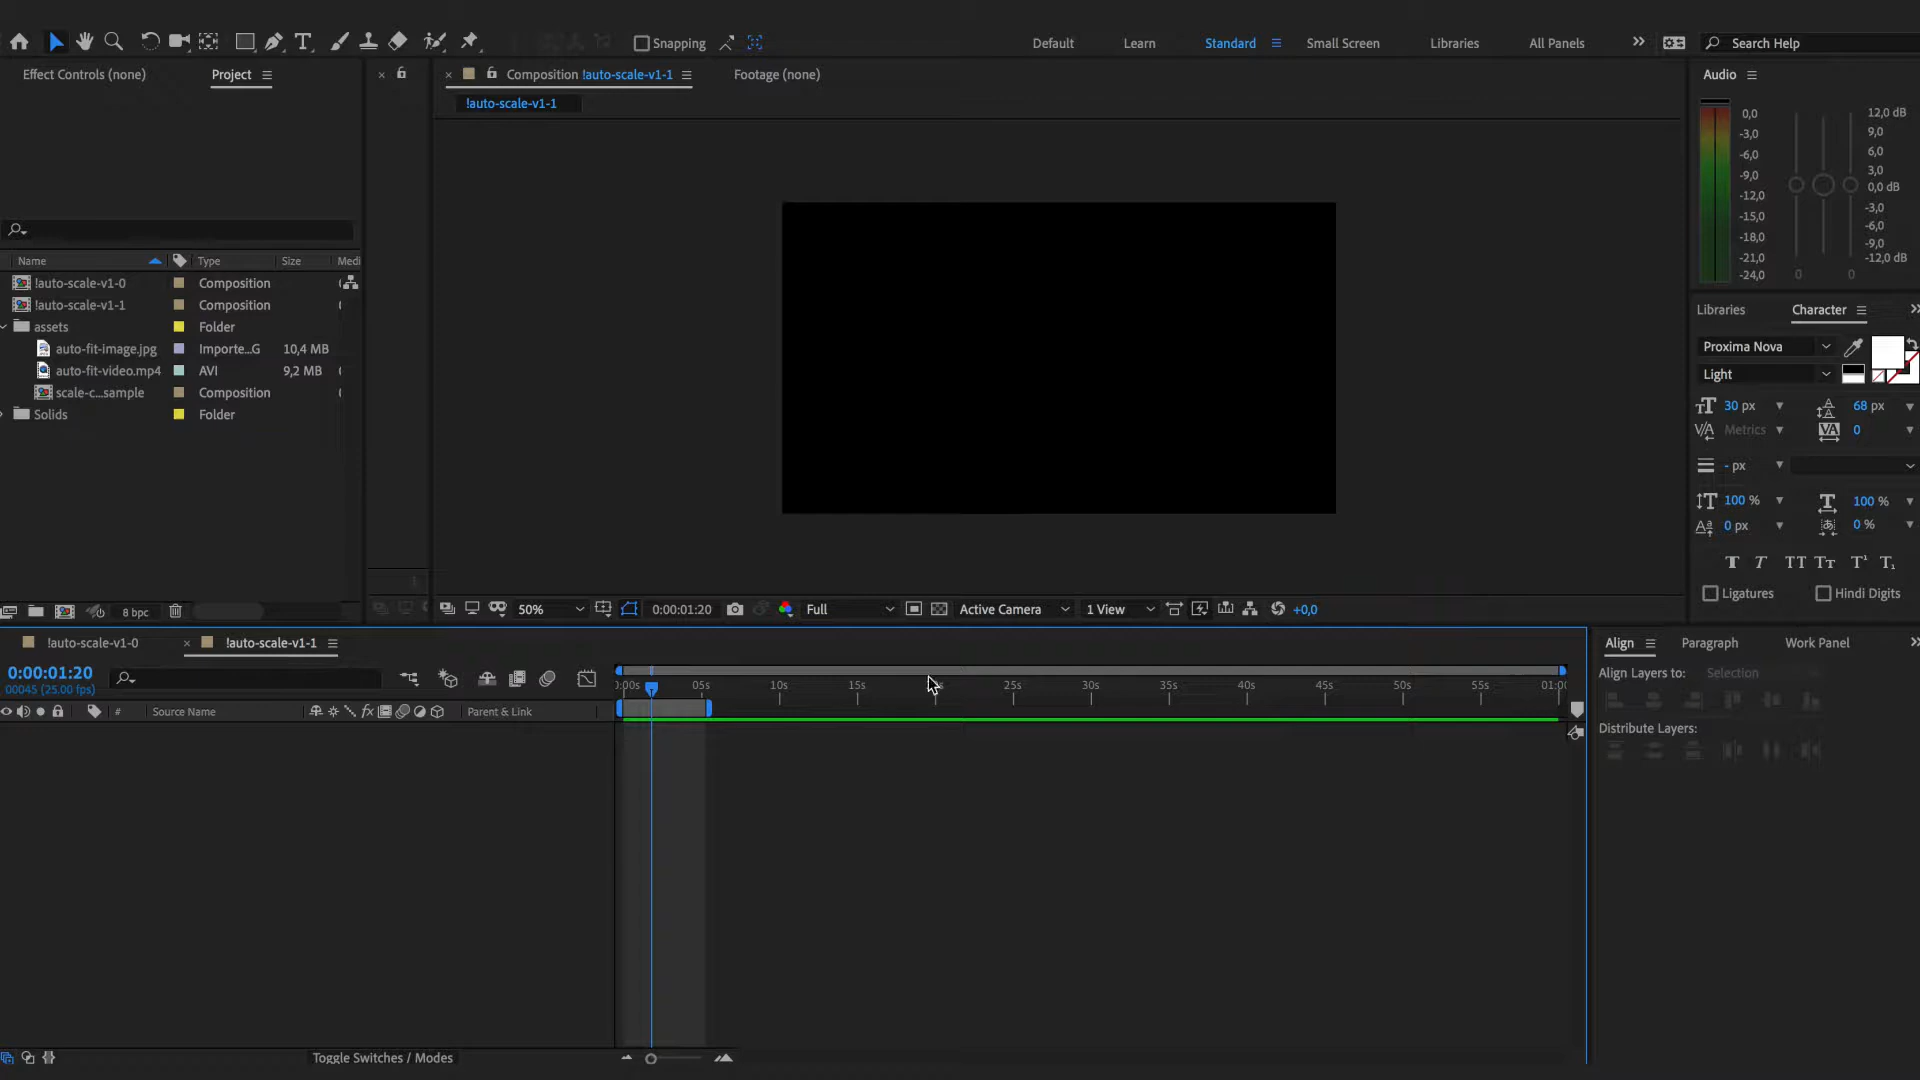 Snapping
Default
Learn
Standard
Small Screen
Libraries
All Panels
Search Help
Effect Controls (none)
Project
Composition !auto-scale-v1-1
Footage (none)
!auto-scale-v1-1
Audio
0,0
-3,0
-6,0
-9,0
-12,0
-15,0
-18,0
-21,0
-24,0
0
0
12,0 dB
9,0
6,0
3,0
0,0 dB
-3,0
-6,0
-9,0
-12,0 dB
Name
Type
Size
Medi
!auto-scale-v1-0
Composition
!auto-scale-v1-1
Composition
assets
Folder
auto-fit-image.jpg
Importe...G
10,4 MB
auto-fit-video.mp4
AVI
9,2 MB
scale-c...sample
Composition
Solids
Folder
8 bpc
Libraries
Character
Proxima Nova
Light
30 px
68 px
Metrics
0
- px
100 %
100 %
0 px
0 %
T T TT Tt T¹ T₁
Ligatures
Hindi Digits
50%
0:00:01:20
Full
Active Camera
1 View
+0,0
!auto-scale-v1-0
!auto-scale-v1-1
0:00:01:20
00045 (25.00 fps)
#
Source Name
fx
Parent & Link
):00s
05s
10s
15s
25s
30s
35s
40s
45s
50s
55s
01:00
Toggle Switches / Modes
Align
Paragraph
Work Panel
Align Layers to:
Selection
Distribute Layers: